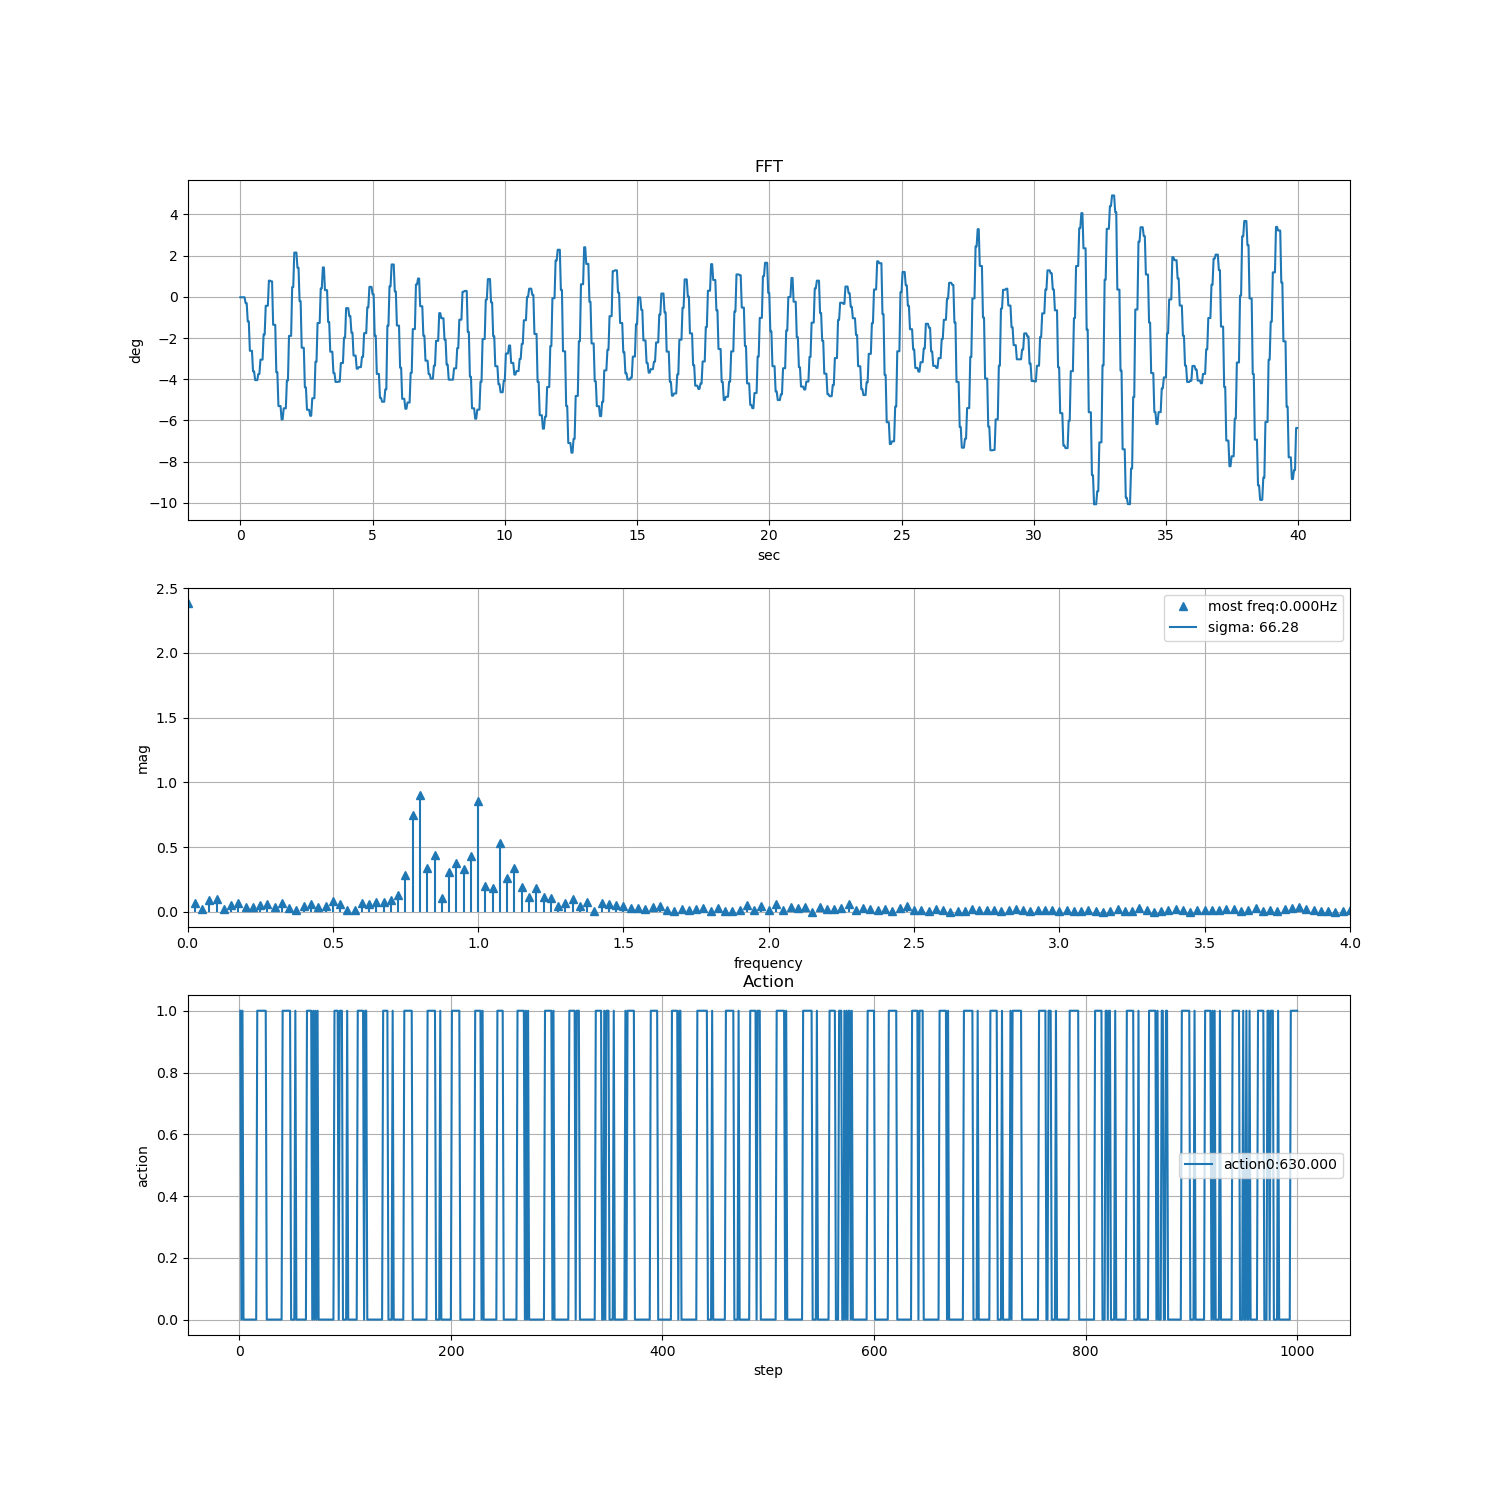 FFT
4
2
0
−2
−4
−6
−8
−10
deg
0 5 10 15 20 25 30 35 40
sec
2.5
2.0
1.5
1.0
0.5
0.0
mag
most freq:0.000Hz
sigma: 66.28
0.0 0.5 1.0 1.5 2.0 2.5 3.0 3.5 4.0
frequency
Action
1.0
0.8
0.6
0.4
0.2
0.0
action
action0:630.000
0 200 400 600 800 1000
step